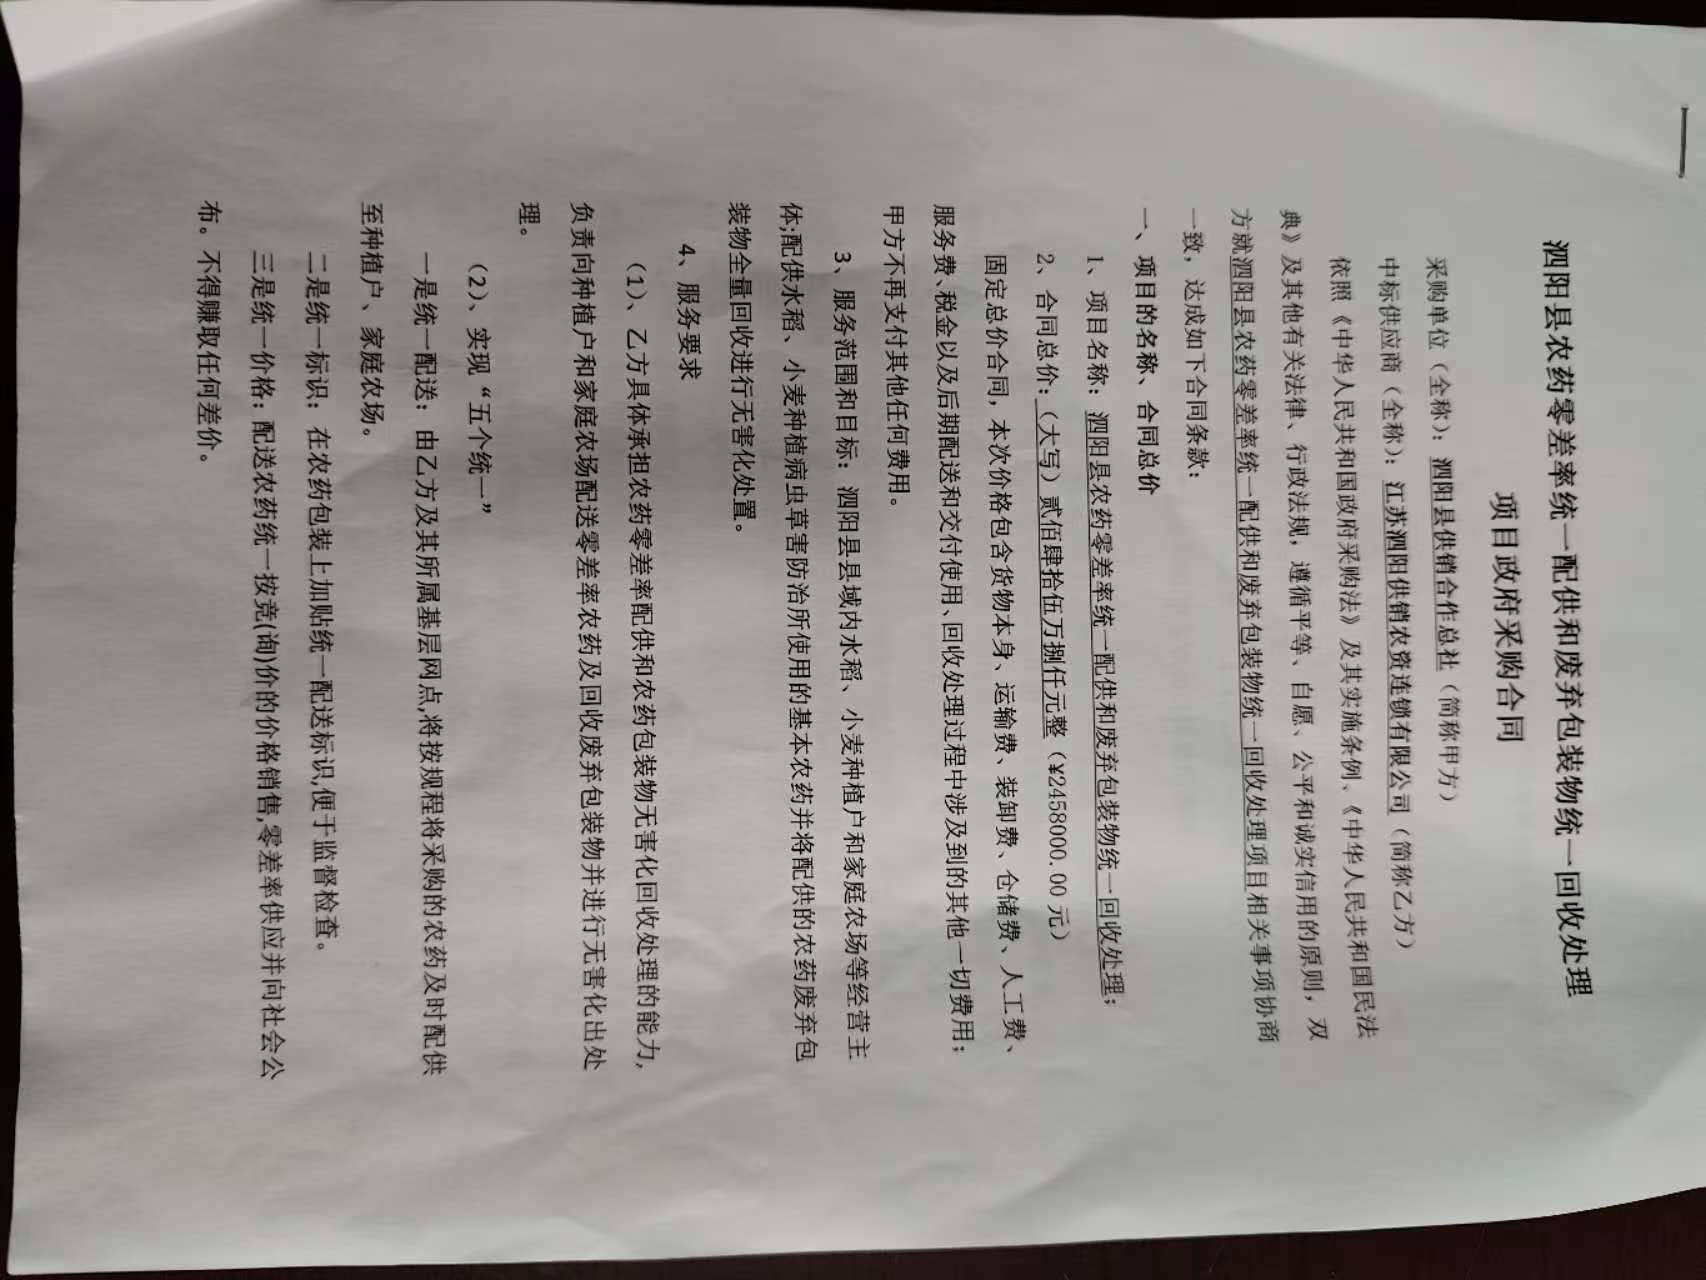 泗阳县农药零差率统一配供和废弃包装物统一回收处理
项目政府采购合同
采购单位（全称）：泗阳县供销合作总社（简称甲方）
中标供应商（全称）：江苏泗阳供销农资连锁有限公司（简称乙方）
依照《中华人民共和国政府采购法》及其实施条例、《中华人民共和国民法
典》及其他有关法律、行政法规，遵循平等、自愿、公平和诚实信用的原则，双
方就泗阳县农药零差率统一配供和废弃包装物统一回收处理项目相关事项协商
一致，达成如下合同条款：
一、项目的名称、合同总价
1、项目名称：泗阳县农药零差率统一配供和废弃包装物统一回收处理；
2、合同总价：（大写）贰佰肆拾伍万捌仟元整（¥2458000.00 元）
固定总价合同，本次价格包含货物本身、运输费、装卸费、仓储费、人工费、
服务费、税金以及后期配送和交付使用、回收处理过程中涉及到的其他一切费用；
甲方不再支付其他任何费用。
3、服务范围和目标：泗阳县县域内水稻、小麦种植户和家庭农场等经营主
体;配供水稻、小麦种植病虫草害防治所使用的基本农药并将配供的农药废弃包
装物全量回收进行无害化处置。
4、服务要求
（1）、乙方具体承担农药零差率配供和农药包装物无害化回收处理的能力,
负责向种植户和家庭农场配送零差率农药及回收废弃包装物并进行无害化出处
理。
（2）、实现“五个统一”
一是统一配送：由乙方及其所属基层网点,将按规程将采购的农药及时配供
至种植户、家庭农场。
二是统一标识：在农药包装上加贴统一配送标识,便于监督检查。
三是统一价格：配送农药统一按竞(询)价的价格销售,零差率供应并向社会公
布。不得赚取任何差价。